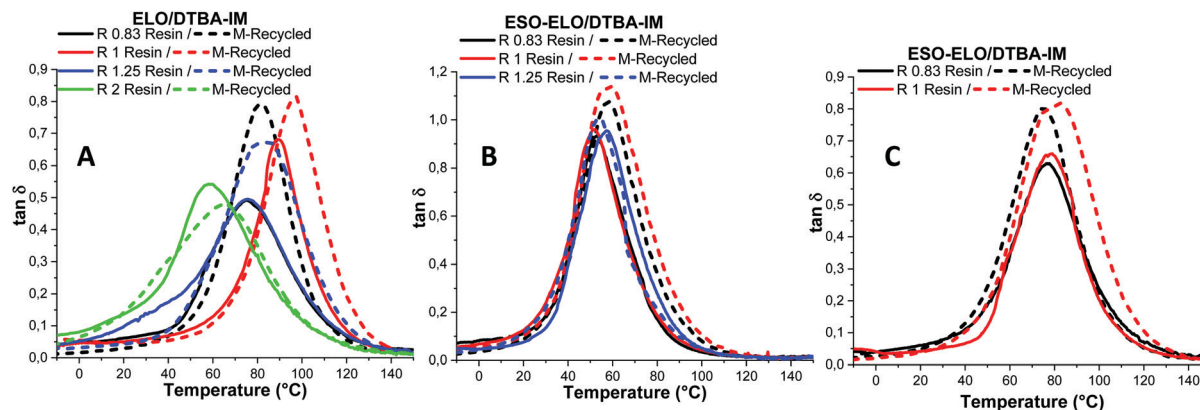 ELO/DTBA-IM
R 0.83 Resin / M-Recycled
R 1 Resin / M-Recycled
R 1.25 Resin / M-Recycled
R 2 Resin / M-Recycled
0,9
0,8
0,7
0,6
0,5
0,4
0,3
0,2
0,1
0,0
tan δ
A
0 20 40 60 80 100 120 140
Temperature (°C)
ESO-ELO/DTBA-IM
R 0.83 Resin / M-Recycled
R 1 Resin / M-Recycled
R 1.25 Resin / M-Recycled
1,2
1,0
0,8
0,6
0,4
0,2
0,0
tan δ
B
0 20 40 60 80 100 120 140
Temperature (°C)
ESO-ELO/DTBA-IM
R 0.83 Resin / M-Recycled
R 1 Resin / M-Recycled
0,9
0,8
0,7
0,6
0,5
0,4
0,3
0,2
0,1
0,0
tan δ
C
0 20 40 60 80 100 120 140
Temperature (°C)